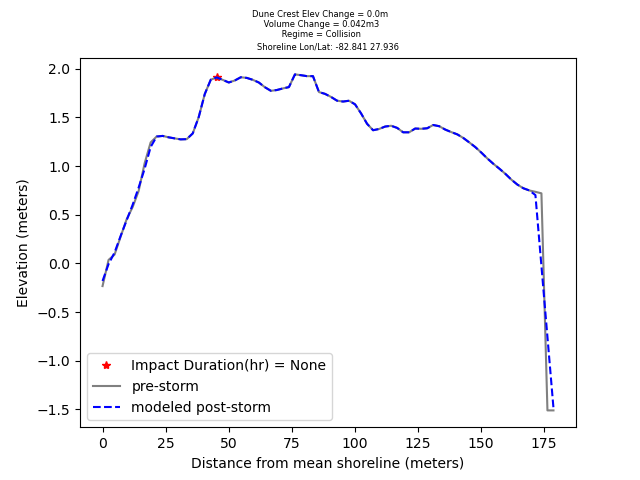 Dune Crest Elev Change = 0.0m
Volume Change = 0.042m3
Regime = Collision
Shoreline Lon/Lat: -82.841 27.936
2.0
1.5
1.0
0.5
0.0
−0.5
−1.0
−1.5
Elevation (meters)
Impact Duration(hr) = None
pre-storm
modeled post-storm
0 25 50 75 100 125 150 175
Distance from mean shoreline (meters)